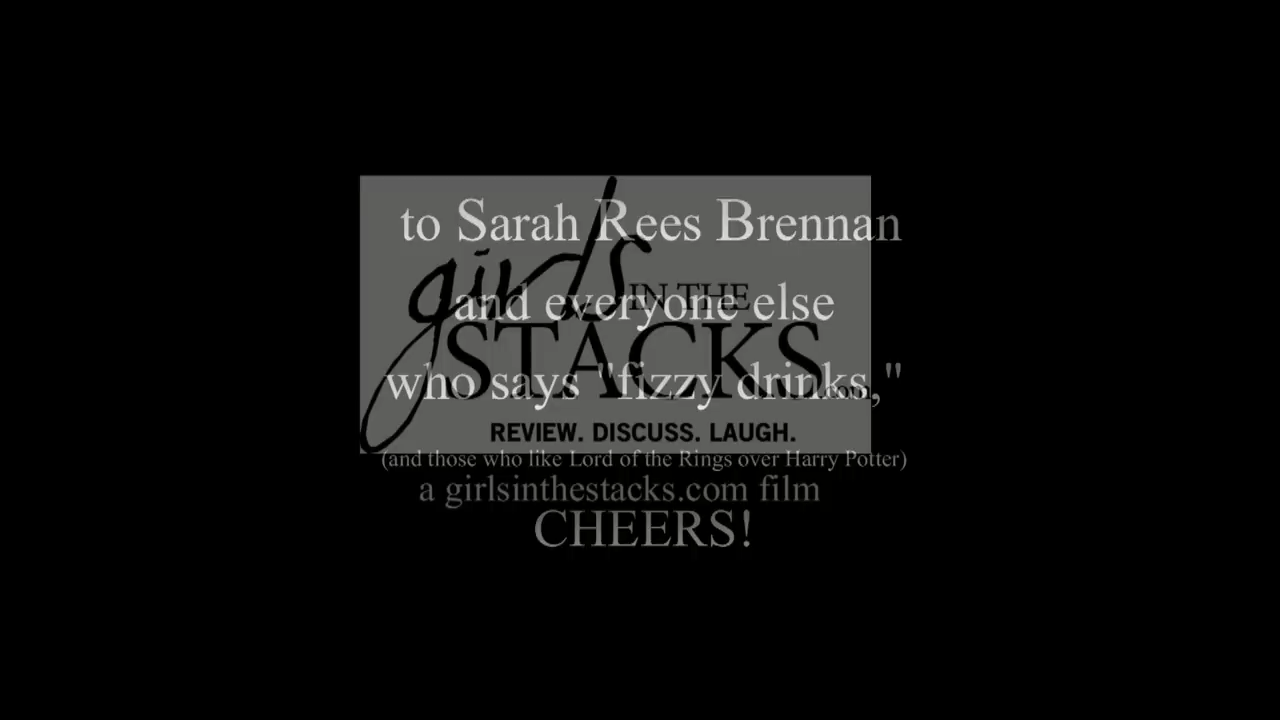 to Sarah Rees Brennan
girls IN THE
and everyone else
STACKS.com
who says "fizzy drinks,"
REVIEW. DISCUSS. LAUGH.
(and those who like Lord of the Rings over Harry Potter)
a girlsinthestacks.com film
CHEERS!